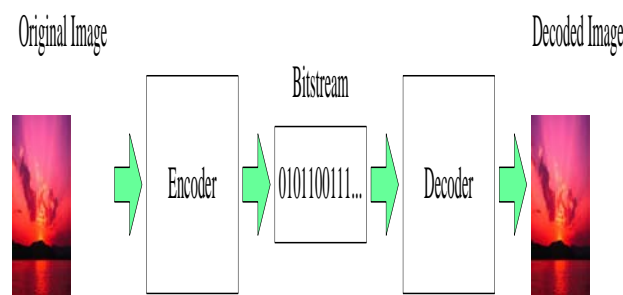 Original Image
Decoded Image
Bitstream
Encoder
0101100111...
Decoder